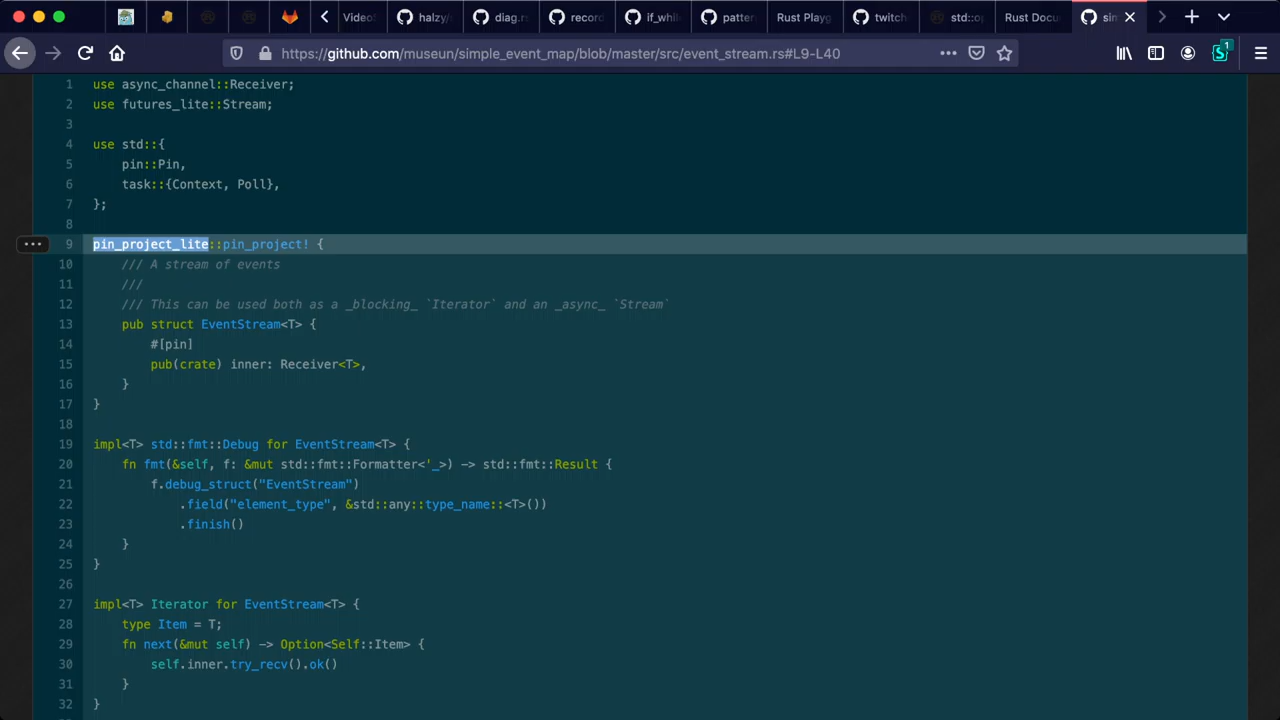 Video
halzy/
diag.rs
record
if_whil
pattern
Rust Playg
twitch
std::op
Rust Docu
sim
https://github.com/museun/simple_event_map/blob/master/src/event_stream.rs#L9-L40
1
1 use async_channel::Receiver;
2 use futures_lite::Stream;
3
4 use std::{
5 pin::Pin,
6 task::{Context, Poll},
7 };
8
9 pin_project_lite::pin_project! {
10 /// A stream of events
11 ///
12 /// This can be used both as a _blocking_ `Iterator` and an _async_ `Stream`
13 pub struct EventStream<T> {
14 #[pin]
15 pub(crate) inner: Receiver<T>,
16 }
17 }
18
19 impl<T> std::fmt::Debug for EventStream<T> {
20 fn fmt(&self, f: &mut std::fmt::Formatter<'_>) -> std::fmt::Result {
21 f.debug_struct("EventStream")
22 .field("element_type", &std::any::type_name::<T>())
23 .finish()
24 }
25 }
26
27 impl<T> Iterator for EventStream<T> {
28 type Item = T;
29 fn next(&mut self) -> Option<Self::Item> {
30 self.inner.try_recv().ok()
31 }
32 }